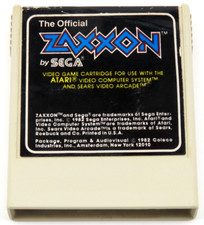 The Official
ZAXXON™
by SEGA®
VIDEO GAME CARTRIDGE FOR USE WITH THE
ATARI® VIDEO COMPUTER SYSTEM™
AND SEARS VIDEO ARCADE™
ZAXXON™ and Sega® are trademarks of Sega Enter-
prises, Inc. © 1982 Sega Enterprises, Inc. Atari® and
Video Computer System™ are trademarks of Atari,
Inc. Sears Video Arcade™ is a trademark of Sears,
Roebuck and Co. Printed in U.S.A.
Package, Program & Audiovisual © 1982 Coleco
Industries, Inc., Amsterdam, New York 12010